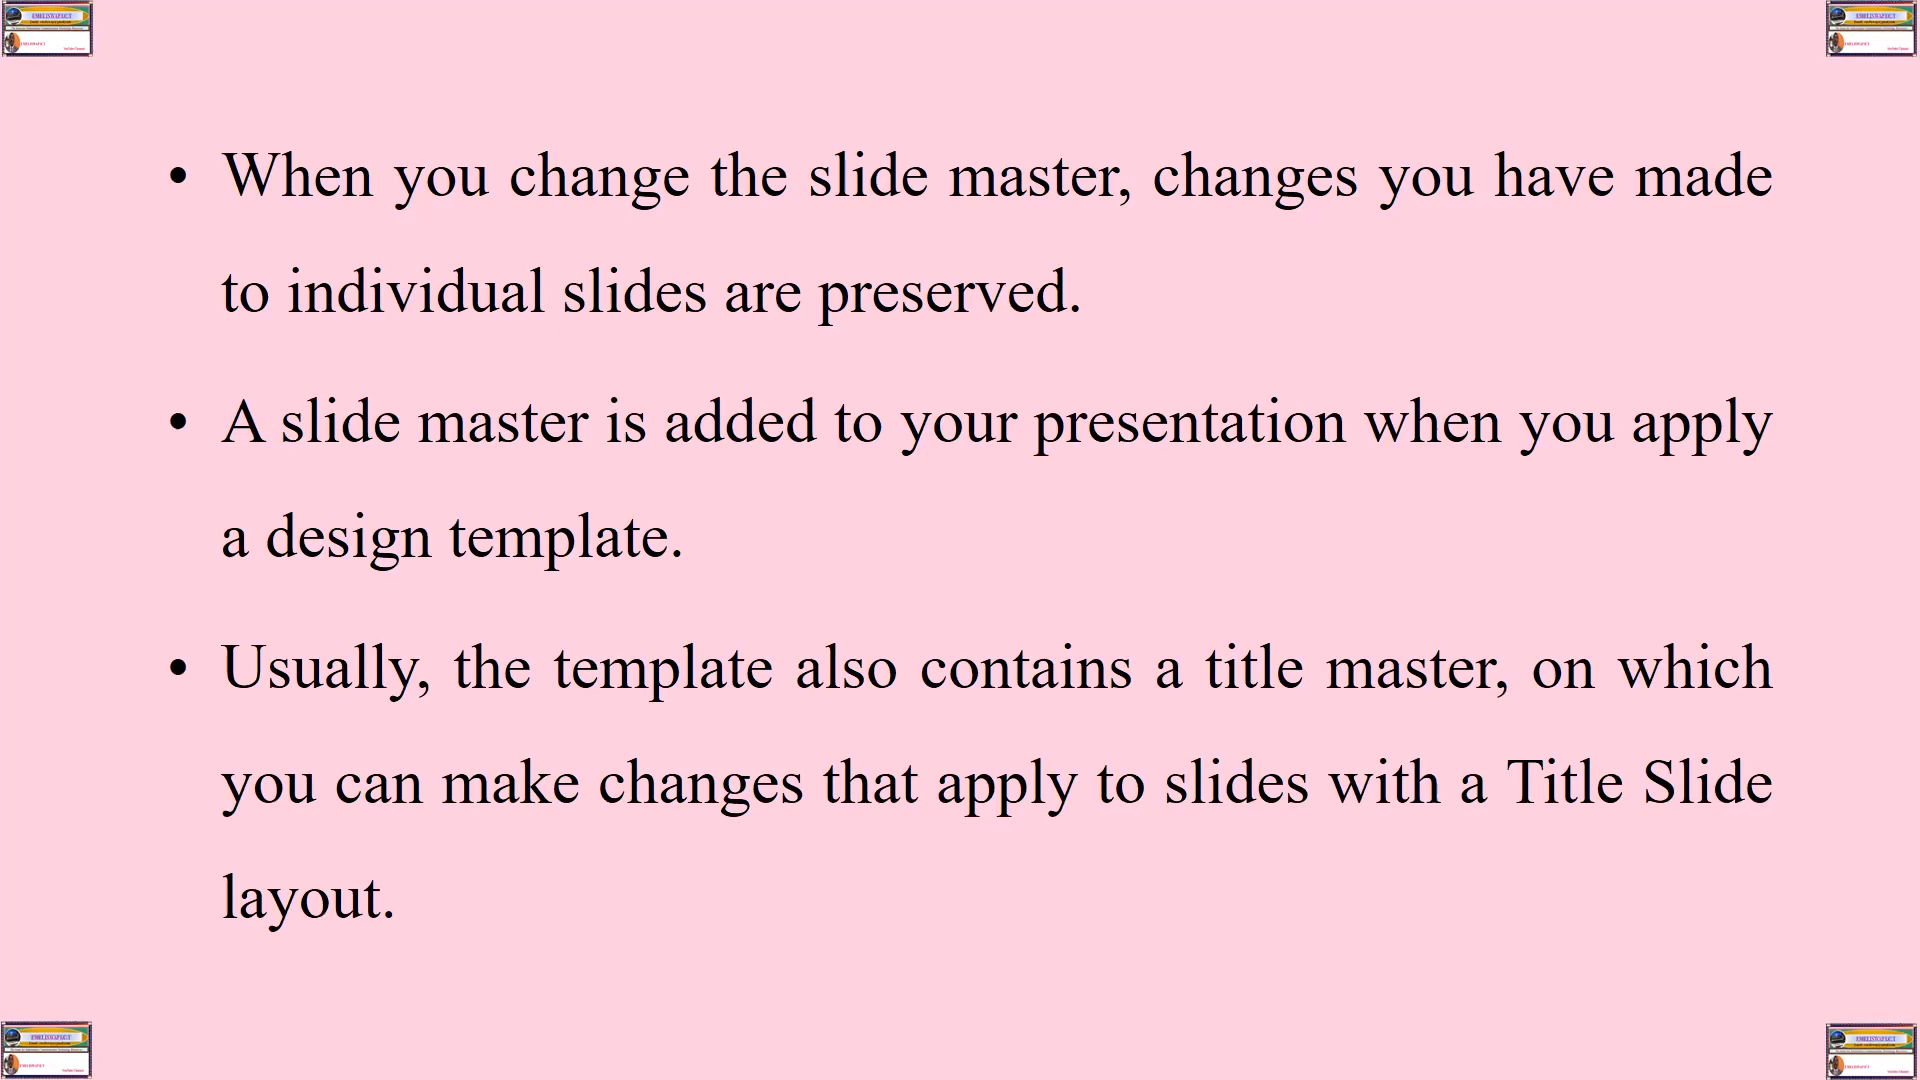 • When you change the slide master, changes you have made
to individual slides are preserved.
• A slide master is added to your presentation when you apply
a design template.
• Usually, the template also contains a title master, on which
you can make changes that apply to slides with a Title Slide
layout.